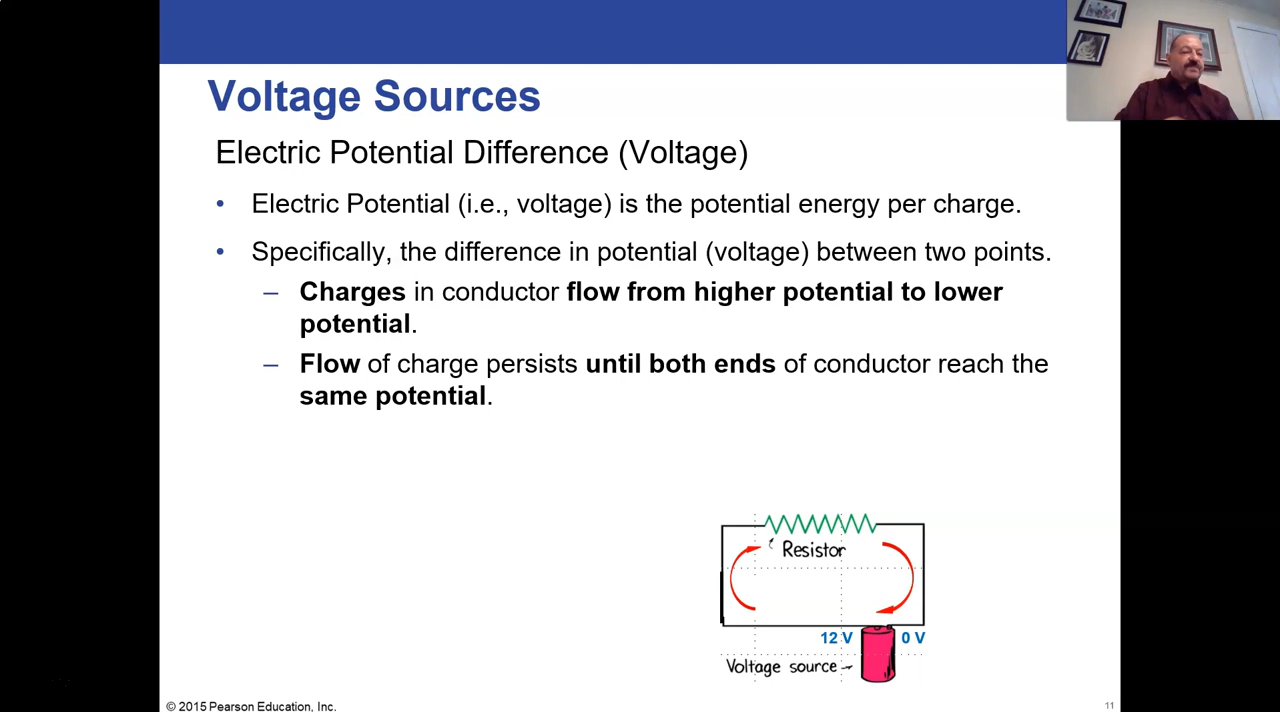 Voltage Sources
Electric Potential Difference (Voltage)
• Electric Potential (i.e., voltage) is the potential energy per charge.
• Specifically, the difference in potential (voltage) between two points.
– Charges in conductor flow from higher potential to lower
potential.
– Flow of charge persists until both ends of conductor reach the
same potential.
Resistor
12 V
0 V
Voltage source
© 2015 Pearson Education, Inc.
11